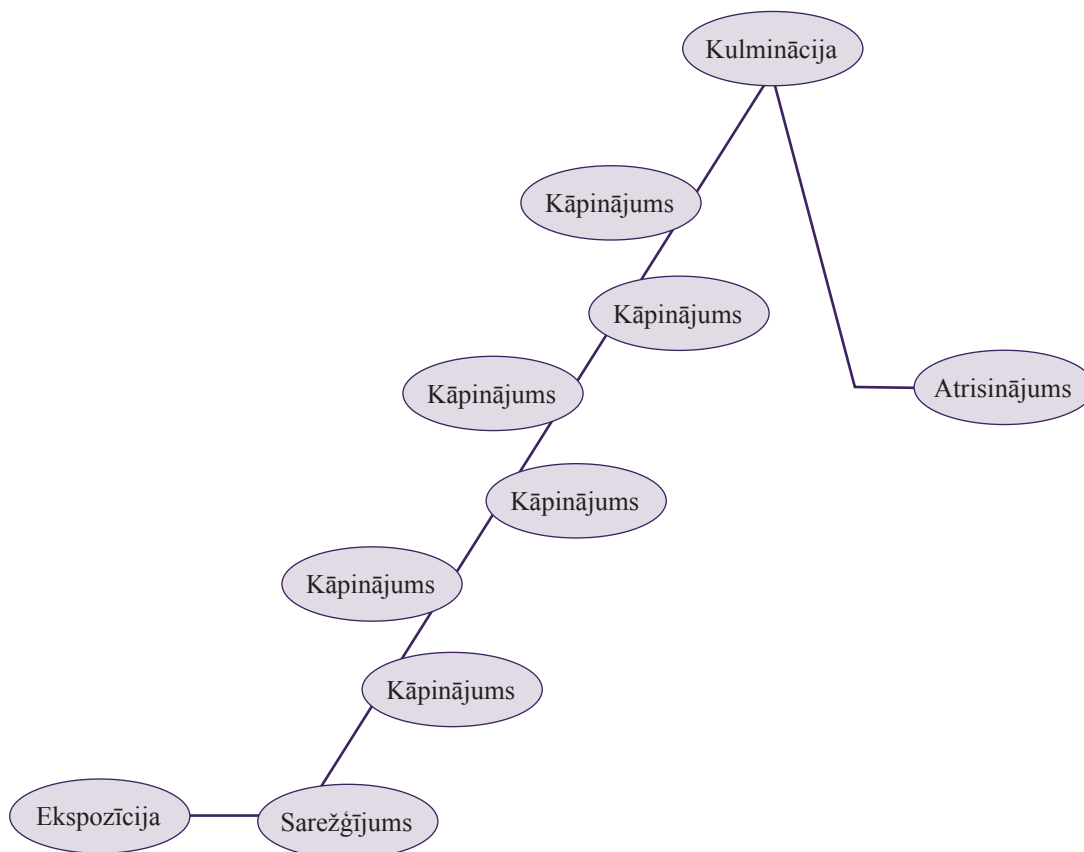 Kulminācija
Kāpinājums
Kāpinājums
Kāpinājums
Atrisinājums
Kāpinājums
Kāpinājums
Kāpinājums
Ekspozīcija
Sarežģījums